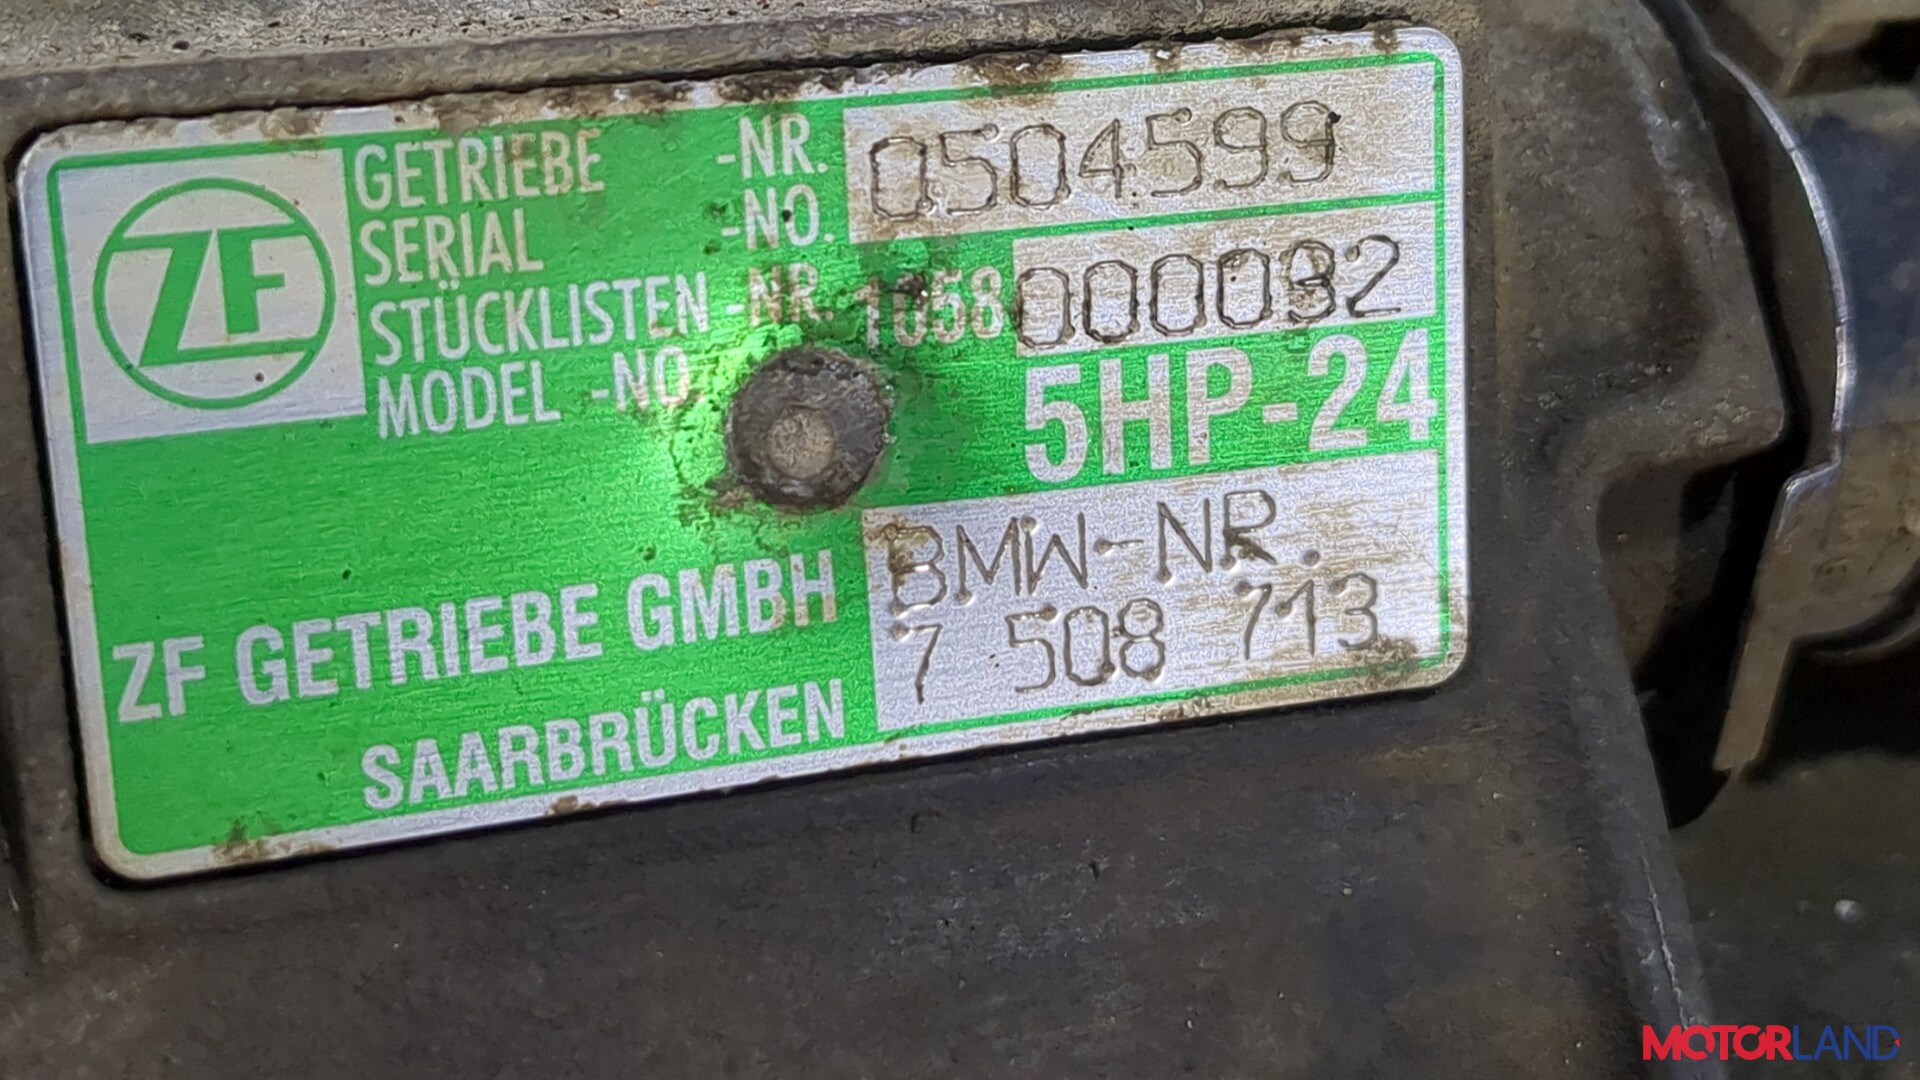 ZF
GETRIEBE -NR. 0504599
SERIAL -NO.
STÜCKLISTEN -NR. 1058 000032
MODEL -NO 5HP-24
BMW-NR.
7 508 713
ZF GETRIEBE GMBH
SAARBRÜCKEN
MOTORLAND